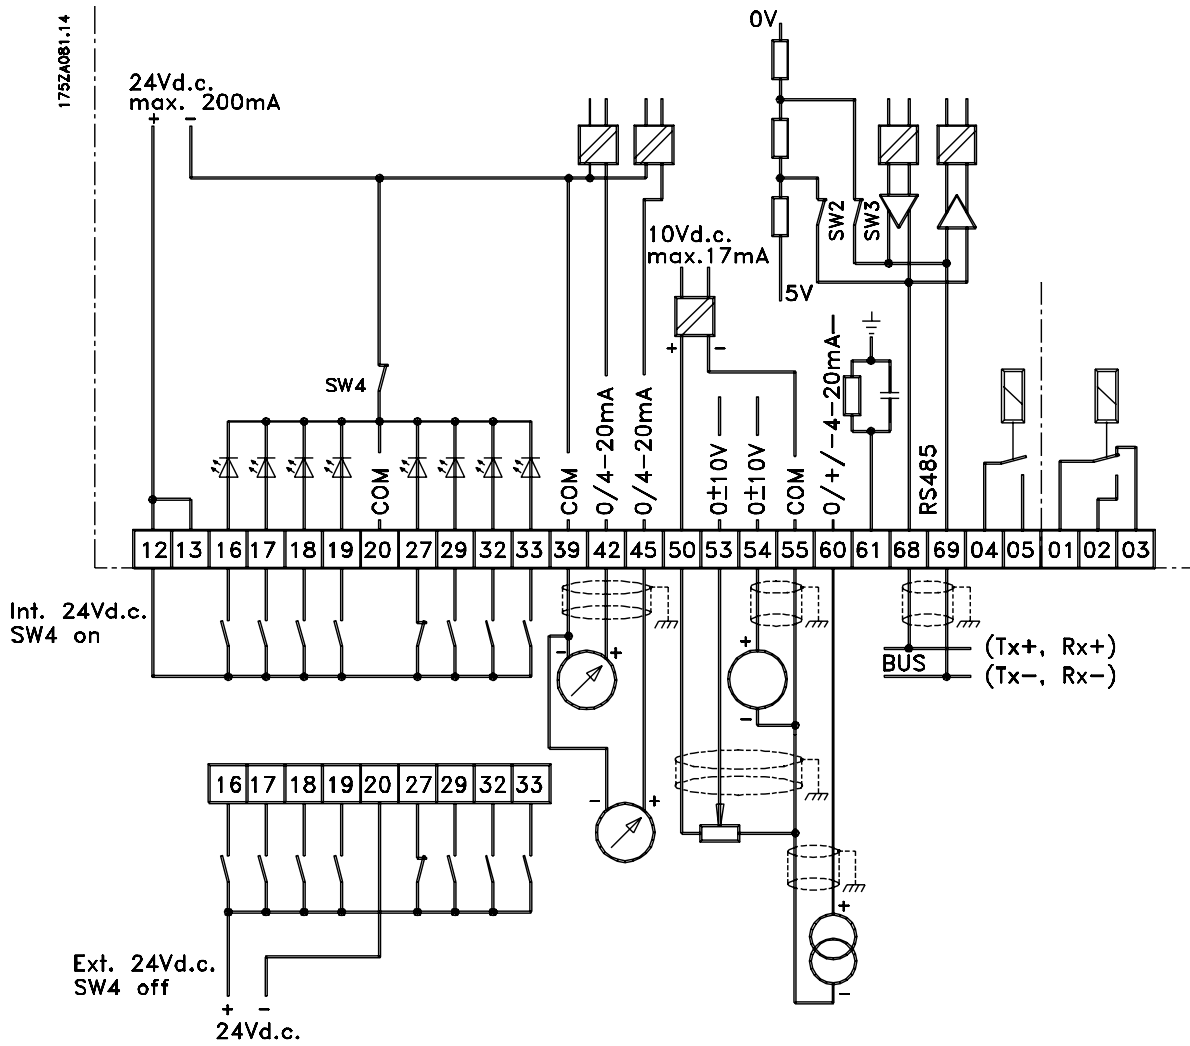 175ZA081.14
24Vd.c.
max. 200mA
+ −
0V
SW2
SW3
10Vd.c.
max.17mA
5V
+ −
SW4
COM
COM
0/4−20mA
0/4−20mA
0±10V
0±10V
COM
0/+/−4−20mA
RS485
12 13 16 17 18 19 20 27 29 32 33 39 42 45 50 53 54 55 60 61 68 69 04 05 01 02 03
Int. 24Vd.c.
SW4 on
− +
+
−
BUS
(Tx+, Rx+)
(Tx−, Rx−)
16 17 18 19 20 27 29 32 33
− +
+
−
Ext. 24Vd.c.
SW4 off
+ −
24Vd.c.